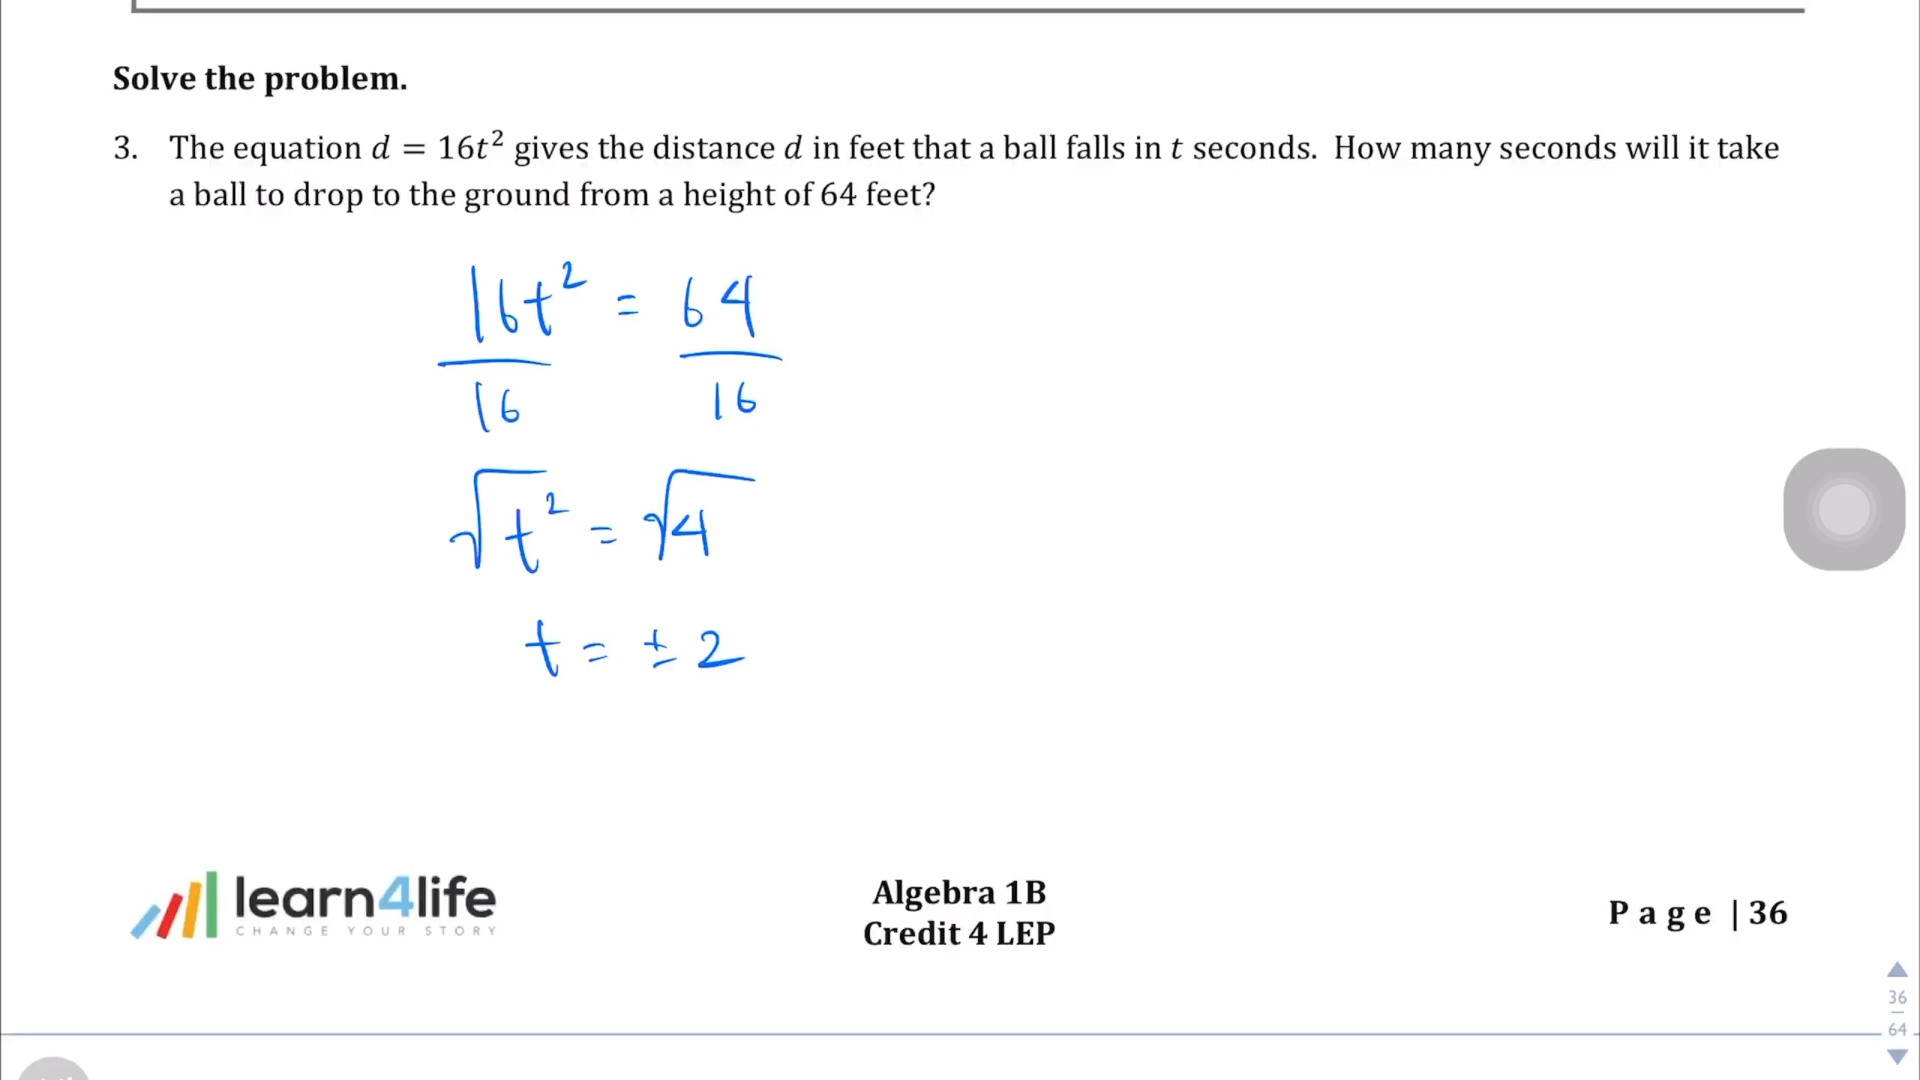 Solve the problem.
3. The equation d = 16t² gives the distance d in feet that a ball falls in t seconds. How many seconds will it take
a ball to drop to the ground from a height of 64 feet?
16t² = 64
16 16
√t² = √4
t = ± 2
learn4life
CHANGE YOUR STORY
Algebra 1B
Credit 4 LEP
Page | 36
36
64